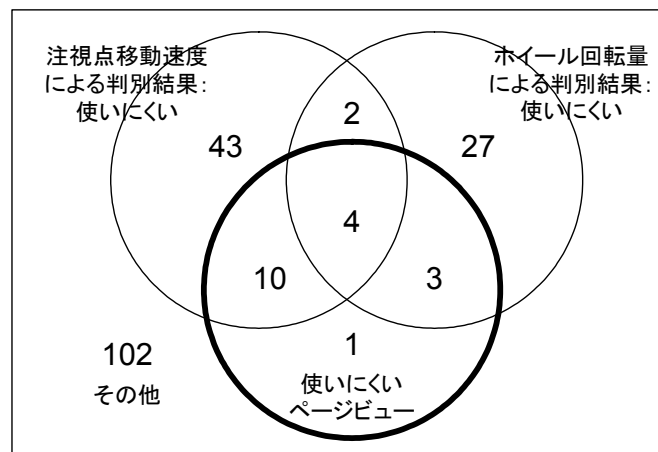 注視点移動速度
による判別結果：
使いにくい
ホイール回転量
による判別結果：
使いにくい
2
43
27
4
10
3
1
102
その他
使いにくい
ページビュー